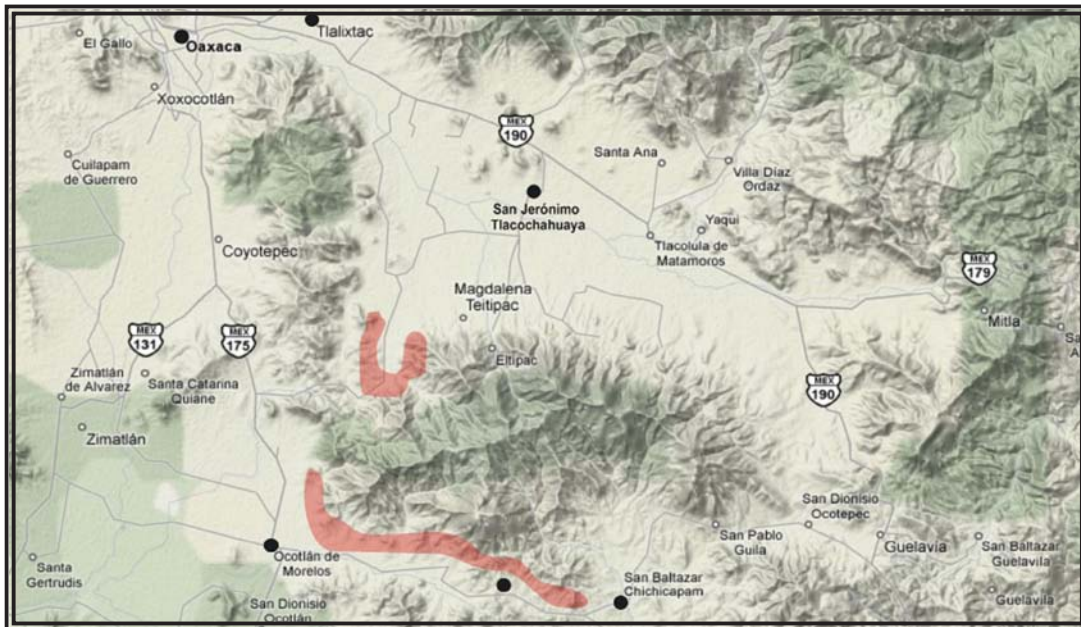 El Gallo
Oaxaca
Tlalixtac
Xoxocotlán
MEX
190
Cuilapam
de Guerrero
Santa Ana
Villa Díaz
Ordaz
San Jerónimo
Tlacochahuaya
Yaqui
Coyotepec
Tlacolula de
Matamoros
MEX
179
Magdalena
Teitipac
Mitla
MEX
131
MEX
175
Eltipac
Zimatlán
de Alvarez
Santa Catarina
Quiane
MEX
190
Zimatlán
San Dionisio
Ocotepec
San Pablo
Guila
Guelavia
San Baltazar
Guelavila
Ocotlán de
Morelos
Santa
Gertrudis
San Baltazar
Chichicapam
Guelavila
San Dionisio
Ocotlán